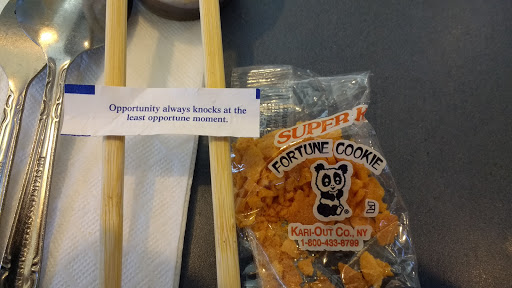 Opportunity always knocks at the
least opportune moment.
SUPER K
FORTUNE COOKIE
KARI-OUT CO., NY
1-800-433-8799